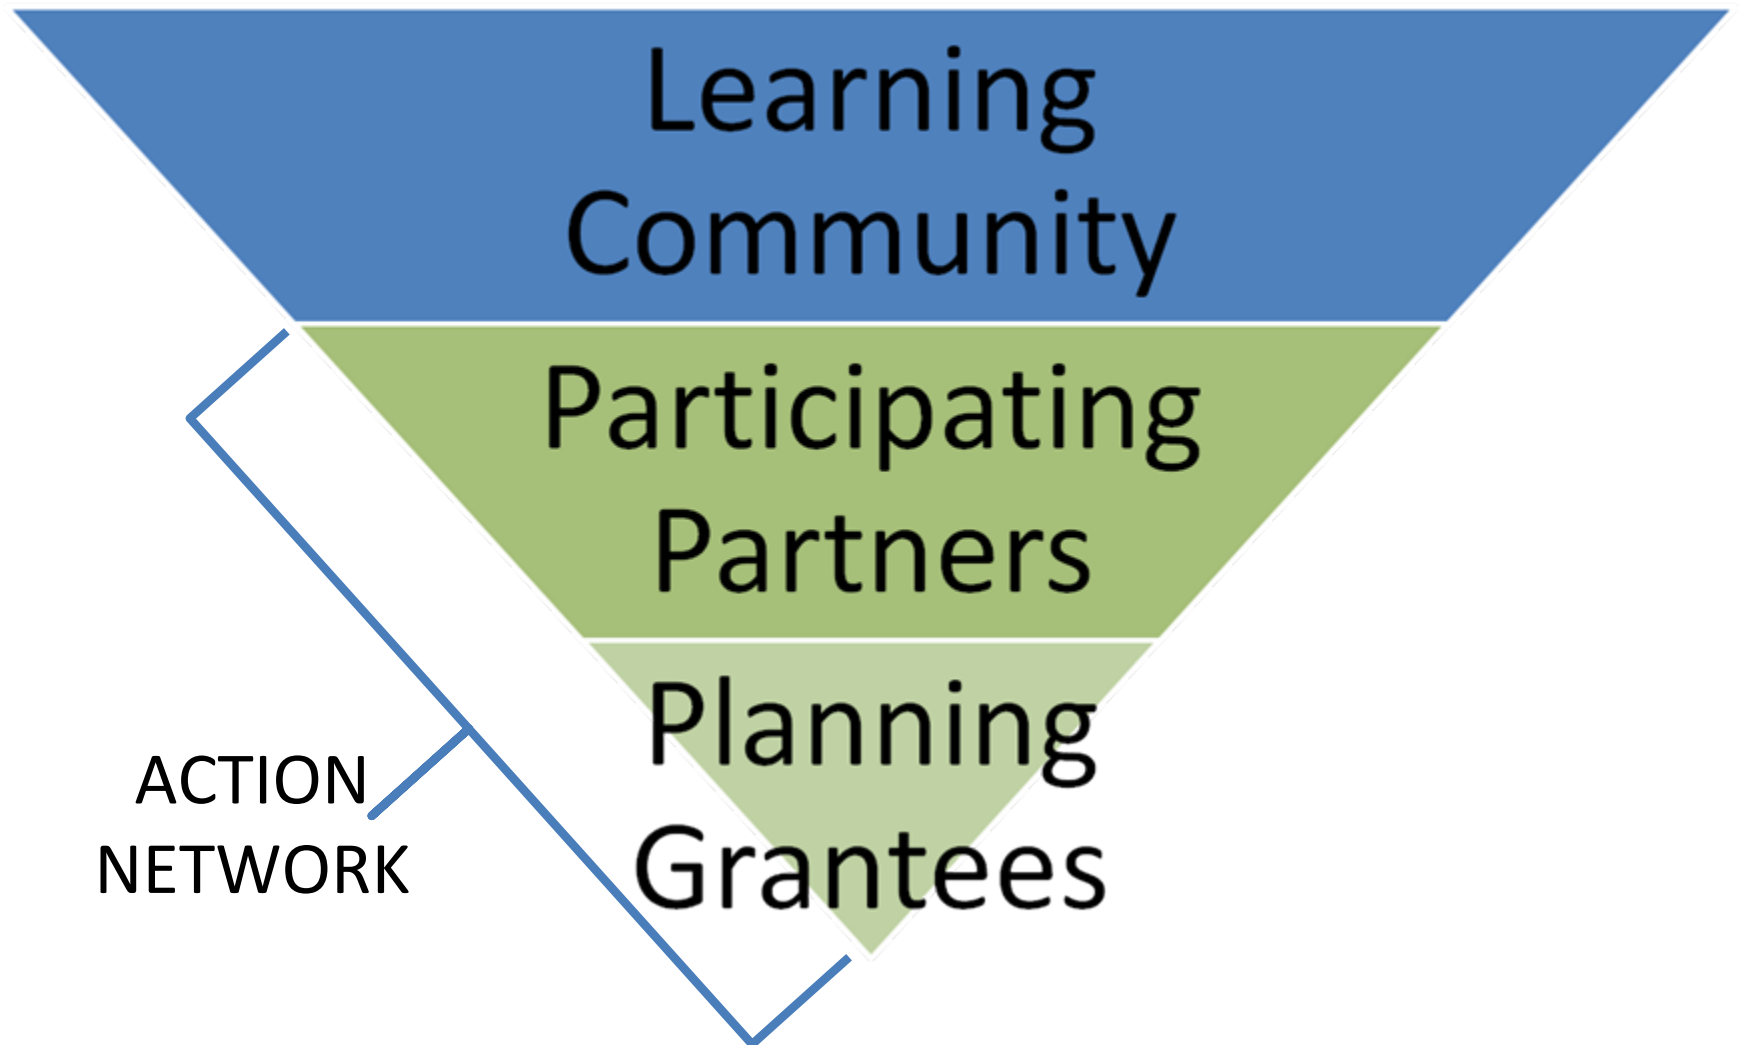 Learning
Community
Participating
Partners
Planning
Grantees
ACTION
NETWORK